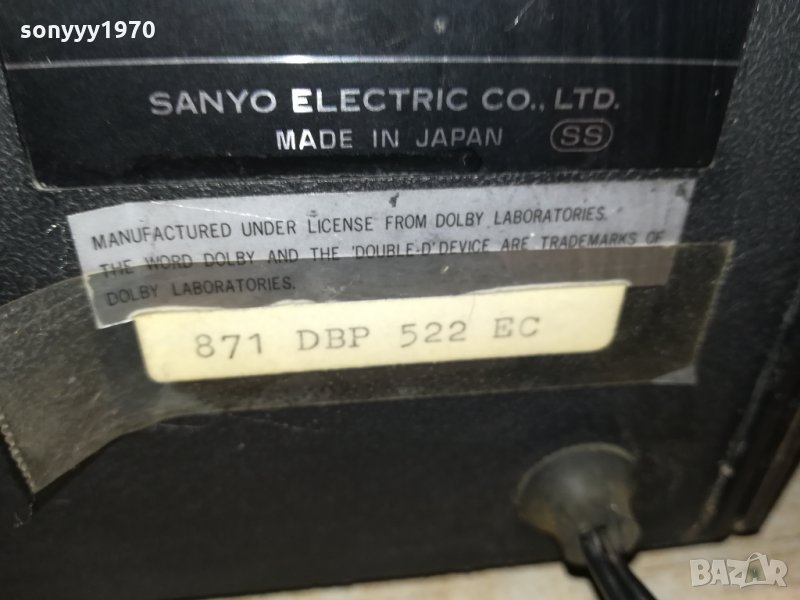 sonyyy1970
SANYO ELECTRIC CO., LTD.
MADE IN JAPAN SS
MANUFACTURED UNDER LICENSE FROM DOLBY LABORATORIES.
THE WORD DOLBY AND THE 'DOUBLE-D' DEVICE ARE TRADEMARKS OF
DOLBY LABORATORIES.
871 DBP 522 EC
BAZAR